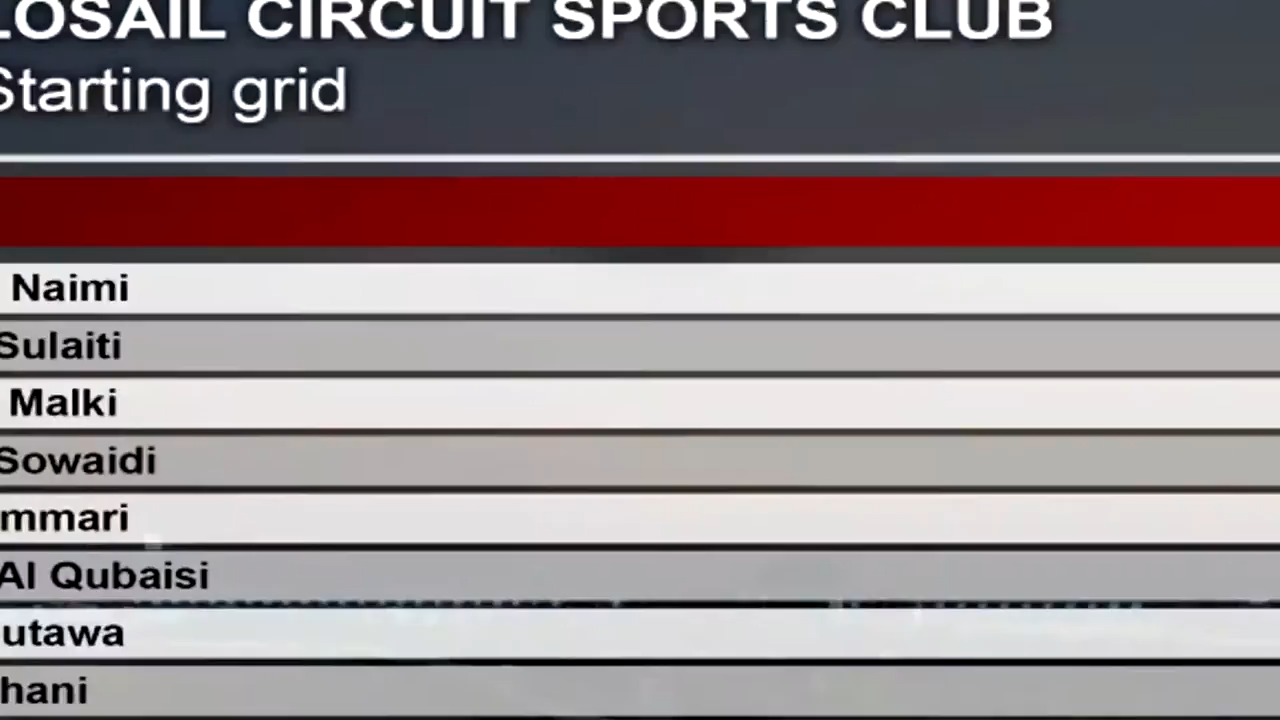 LOSAIL CIRCUIT SPORTS CLUB
Starting grid
Naimi
Sulaiti
Malki
Sowaidi
mmari
Al Qubaisi
utawa
hani